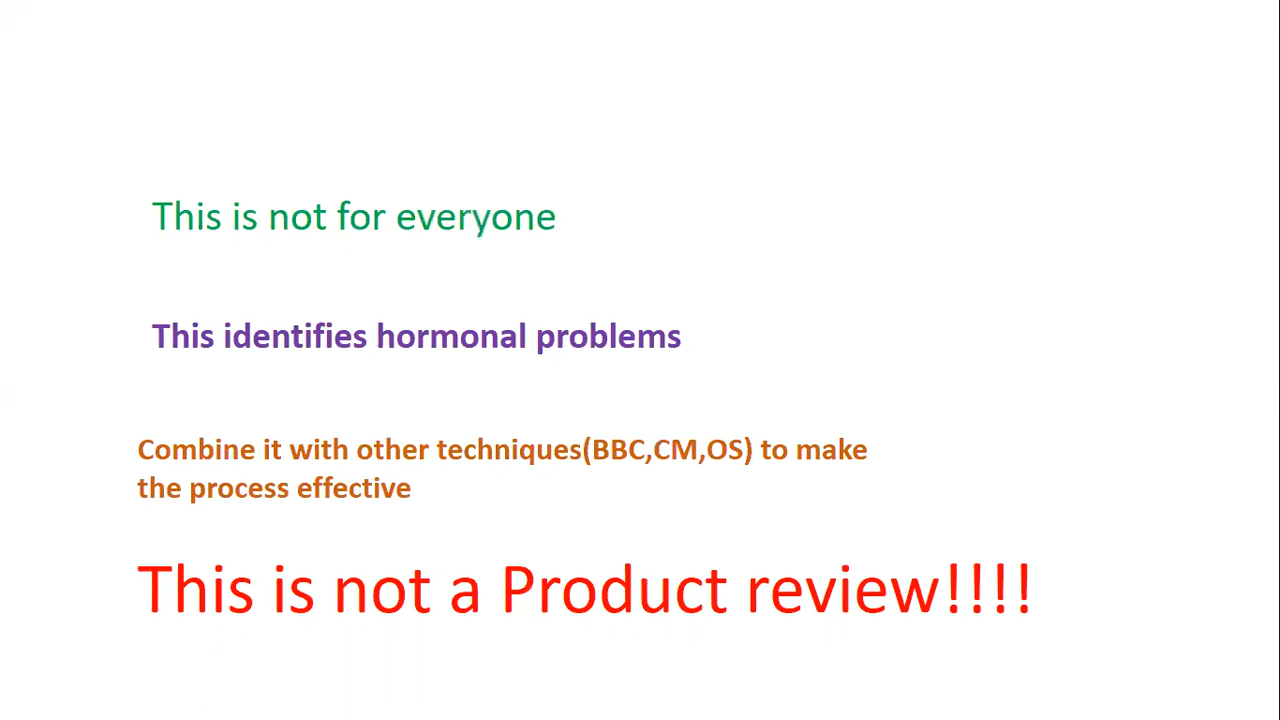 This is not for everyone
This identifies hormonal problems
Combine it with other techniques(BBC,CM,OS) to make
the process effective
This is not a Product review!!!!